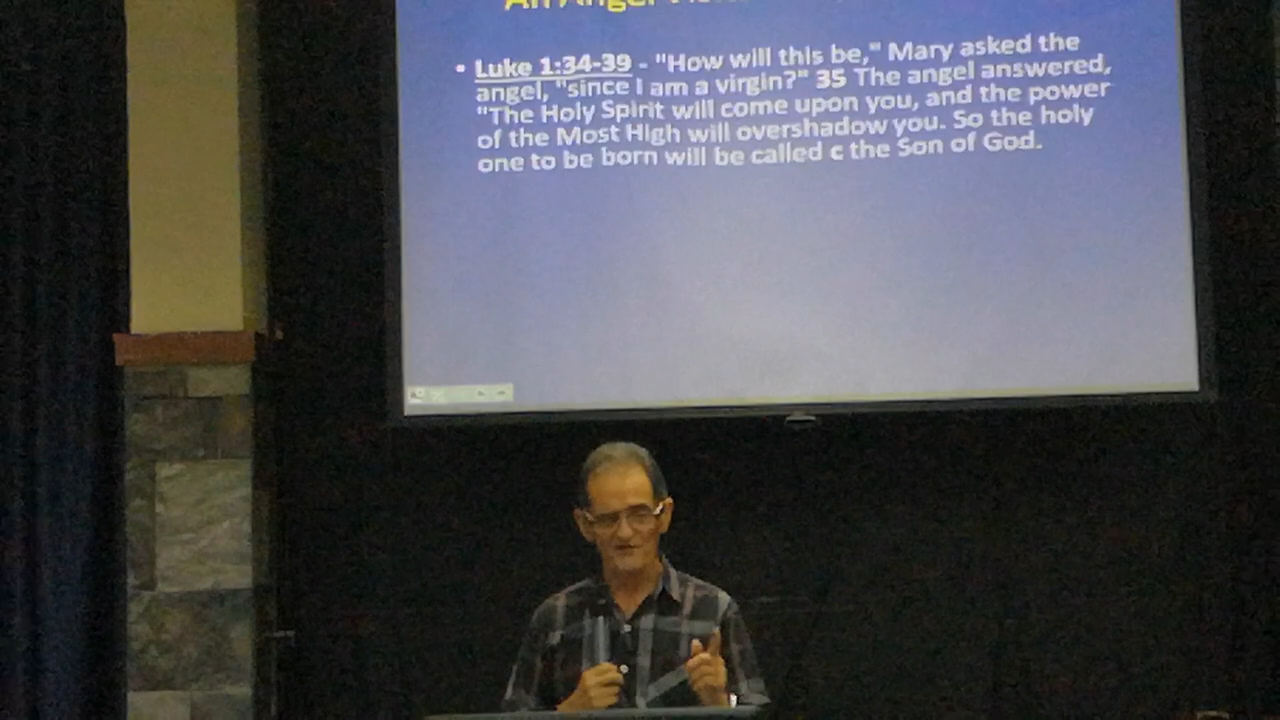 An Angel
• Luke 1:34-39 - "How will this be," Mary asked the
angel, "since I am a virgin?" 35 The angel answered,
"The Holy Spirit will come upon you, and the power
of the Most High will overshadow you. So the holy
one to be born will be called c the Son of God.